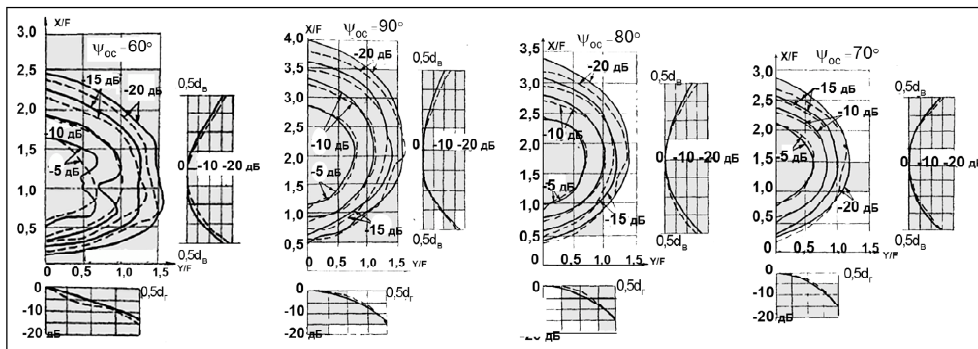 X/F
3,0
2,5
2,0
1,5
1,0
0,5
0
0,5 1,0 1,5
Y/F
ψос=60°
-15 дБ
-20 дБ
-10 дБ
-5 дБ
0,5dв
0 -10 -20 дБ
0,5dв
0
-10
-20 дБ
0,5dг
X/F
4,0
3,5
3,0
2,5
2,0
1,5
1,0
0,5
0 0,5 1,0 1,5
Y/F
ψос=90°
-20 дБ
-10 дБ
-5 дБ
-15 дБ
0,5dв
0 -10 -20 дБ
0,5dв
0
-10
-20 дБ
0,5dг
X/F
3,5
3,0
2,5
2,0
1,5
1,0
0,5
0 0,5 1,0 1,5
Y/F
ψос=80°
-20 дБ
-10 дБ
-5 дБ
-15 дБ
0,5dв
0 -10 -20 дБ
0,5dв
0
-10
-20 дБ
0,5dг
X/F
3,0
2,5
2,0
1,5
1,0
0,5
0 0,5 1,0 1,5
Y/F
ψос=70°
-15 дБ
-10 дБ
-5 дБ
-20 дБ
0,5dв
0 -10 -20 дБ
0,5dв
0
-10
-20 дБ
0,5dг